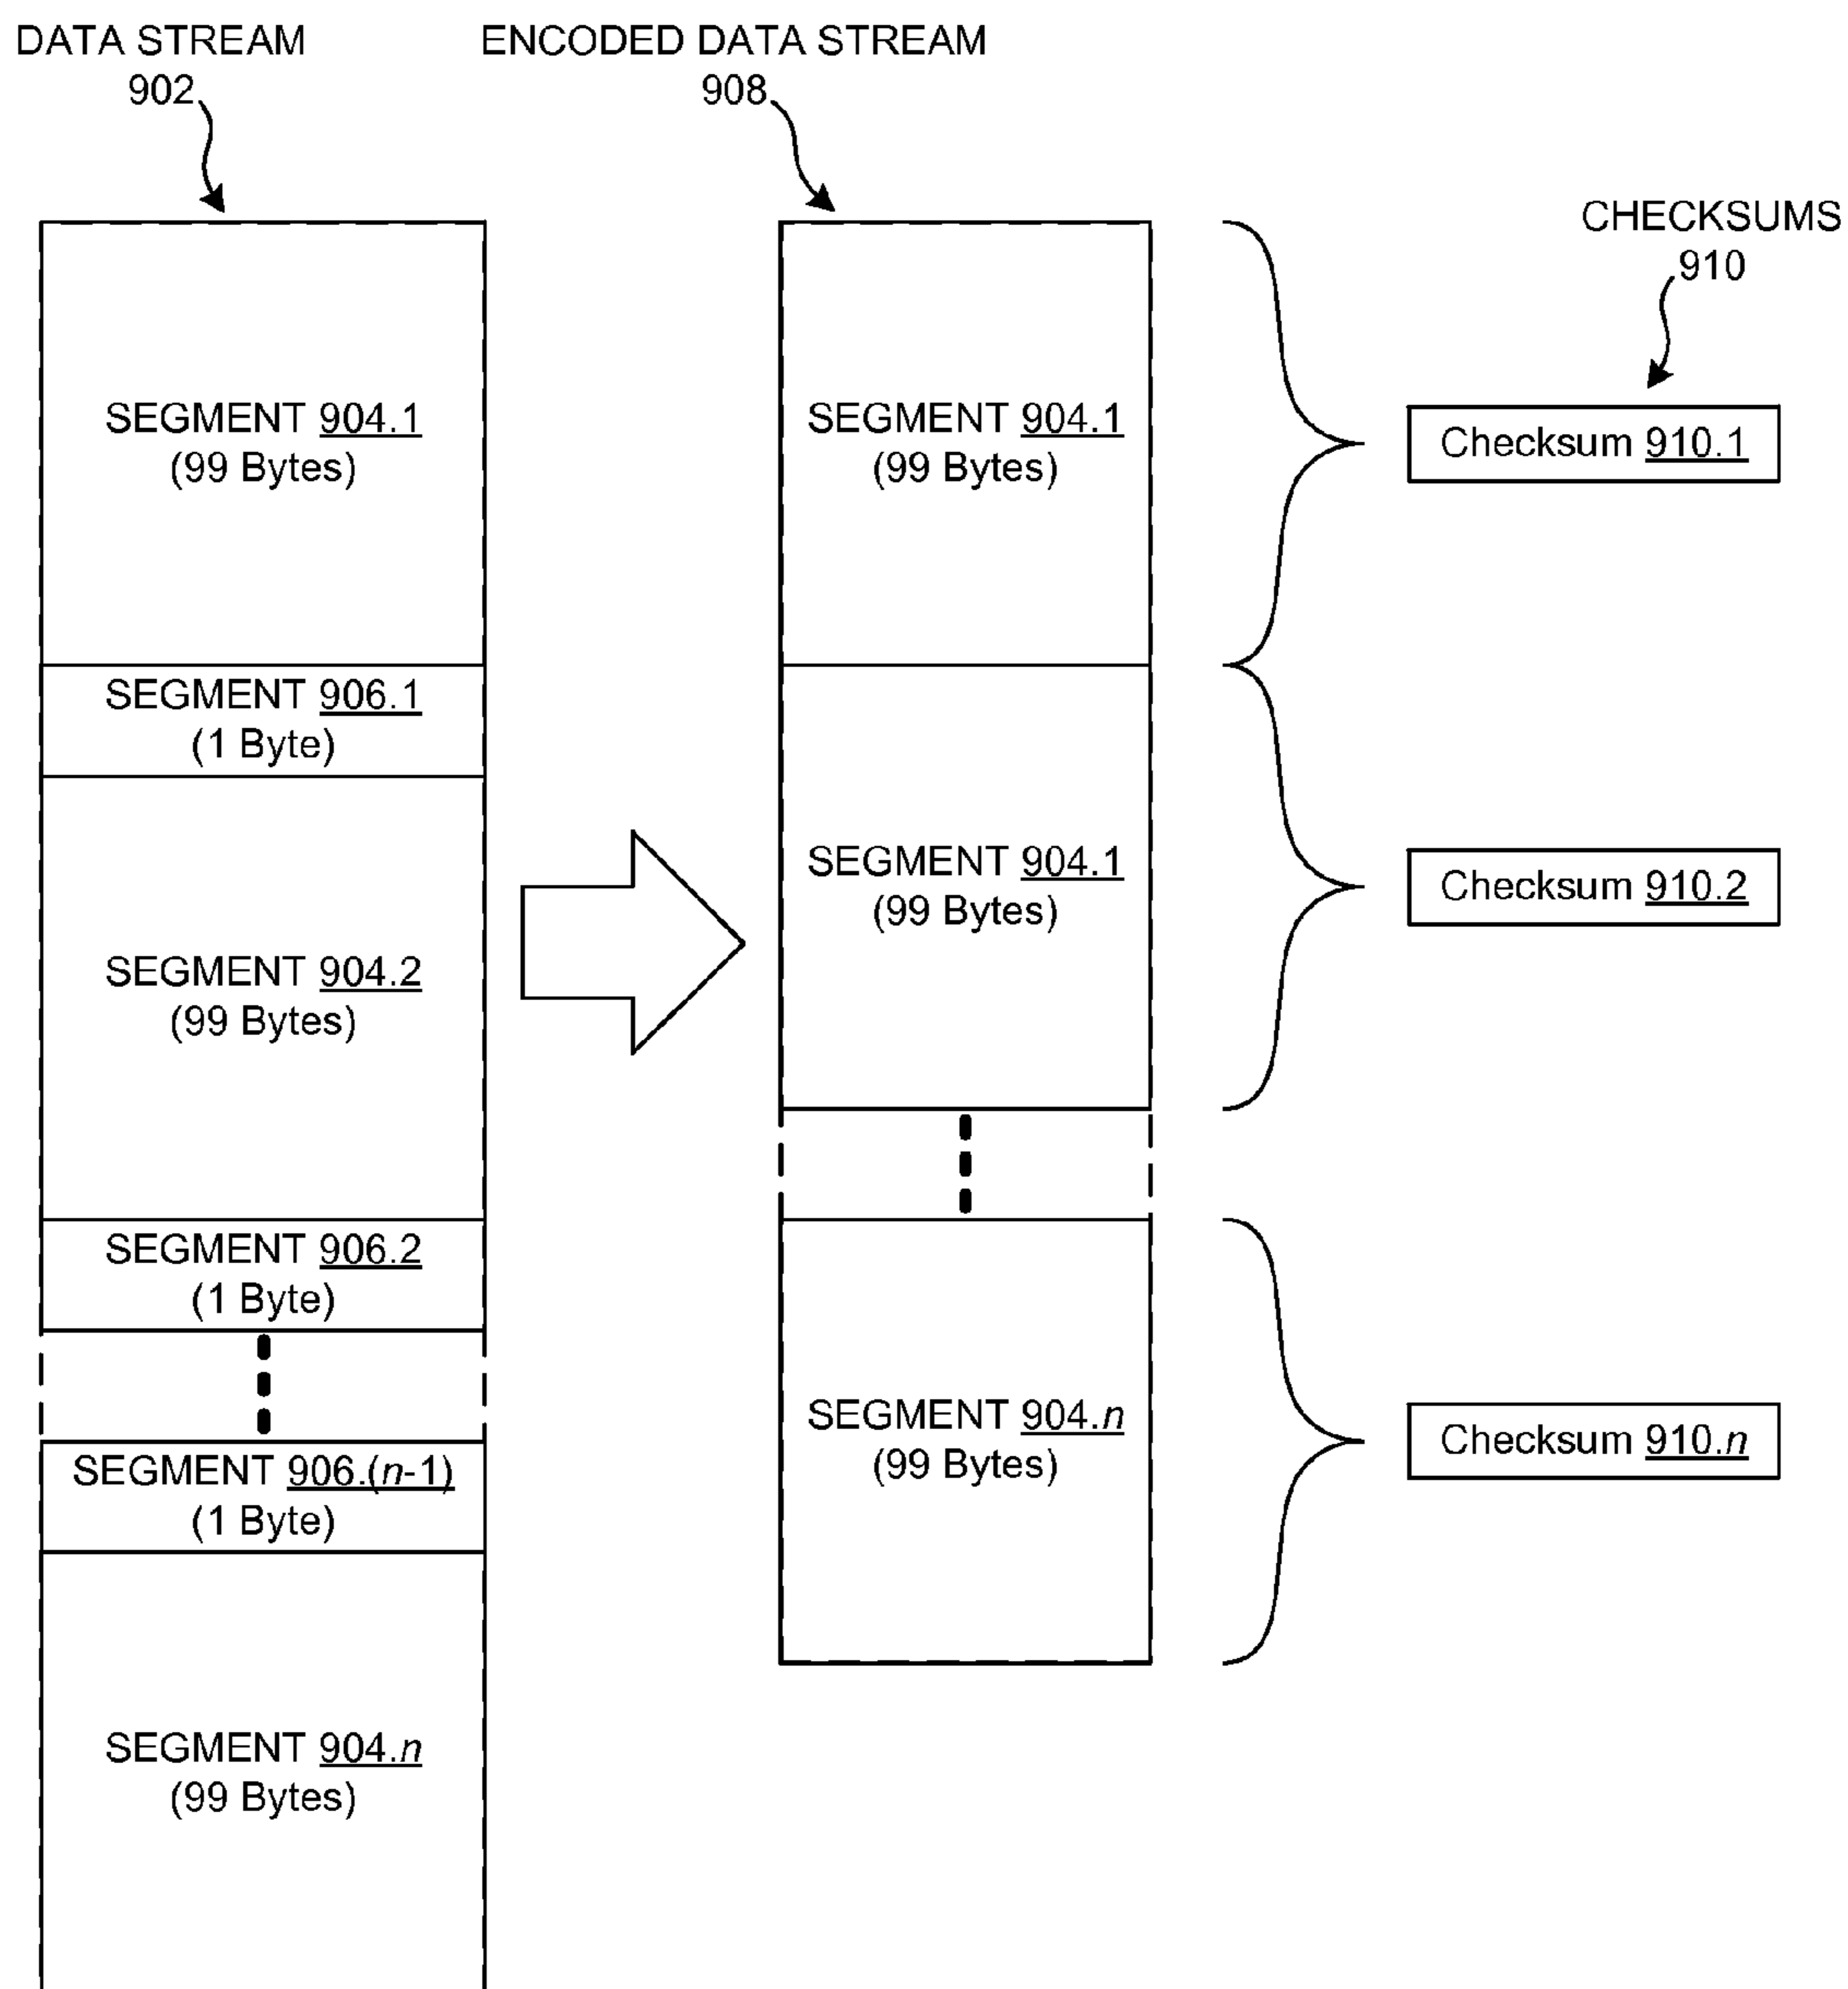 DATA STREAM
902
ENCODED DATA STREAM
908
CHECKSUMS
910
SEGMENT 904.1
(99 Bytes)
SEGMENT 906.1
(1 Byte)
SEGMENT 904.2
(99 Bytes)
SEGMENT 906.2
(1 Byte)
SEGMENT 906.(n-1)
(1 Byte)
SEGMENT 904.n
(99 Bytes)
SEGMENT 904.1
(99 Bytes)
SEGMENT 904.1
(99 Bytes)
SEGMENT 904.n
(99 Bytes)
Checksum 910.1
Checksum 910.2
Checksum 910.n